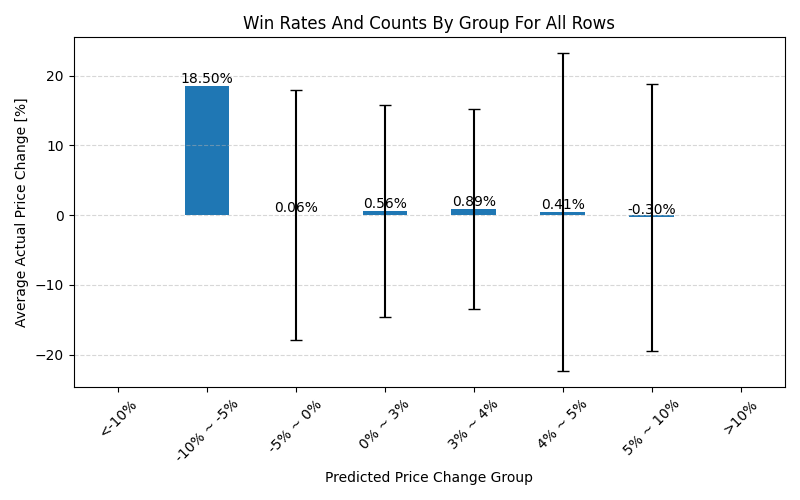 Win Rates And Counts By Group For All Rows
Average Actual Price Change [%]
20
10
0
−10
−20
18.50%
0.06%
0.56%
0.89%
0.41%
-0.30%
<-10%
-10% ~ -5%
-5% ~ 0%
0% ~ 3%
3% ~ 4%
4% ~ 5%
5% ~ 10%
>10%
Predicted Price Change Group